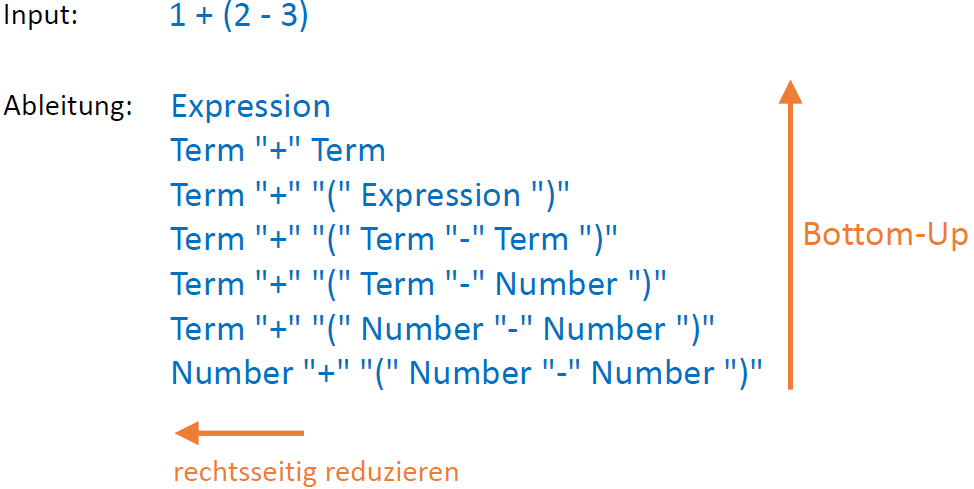 Input: 1 + (2 - 3)
Ableitung: Expression
Term "+" Term
Term "+" "(" Expression ")"
Term "+" "(" Term "-" Term ")"
Bottom-Up
Term "+" "(" Term "-" Number ")"
Term "+" "(" Number "-" Number ")"
Number "+" "(" Number "-" Number ")"
rechtsseitig reduzieren